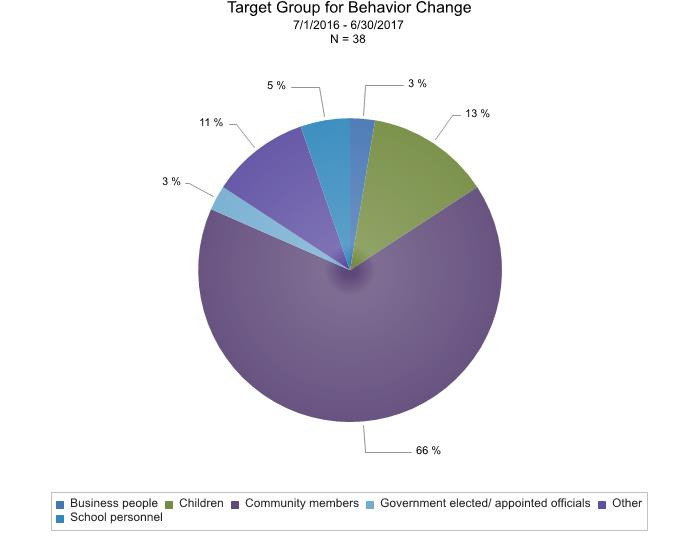 Target Group for Behavior Change
7/1/2016 - 6/30/2017
N = 38
5 %
3 %
13 %
11 %
3 %
66 %
Business people Children Community members Government elected/ appointed officials Other
School personnel